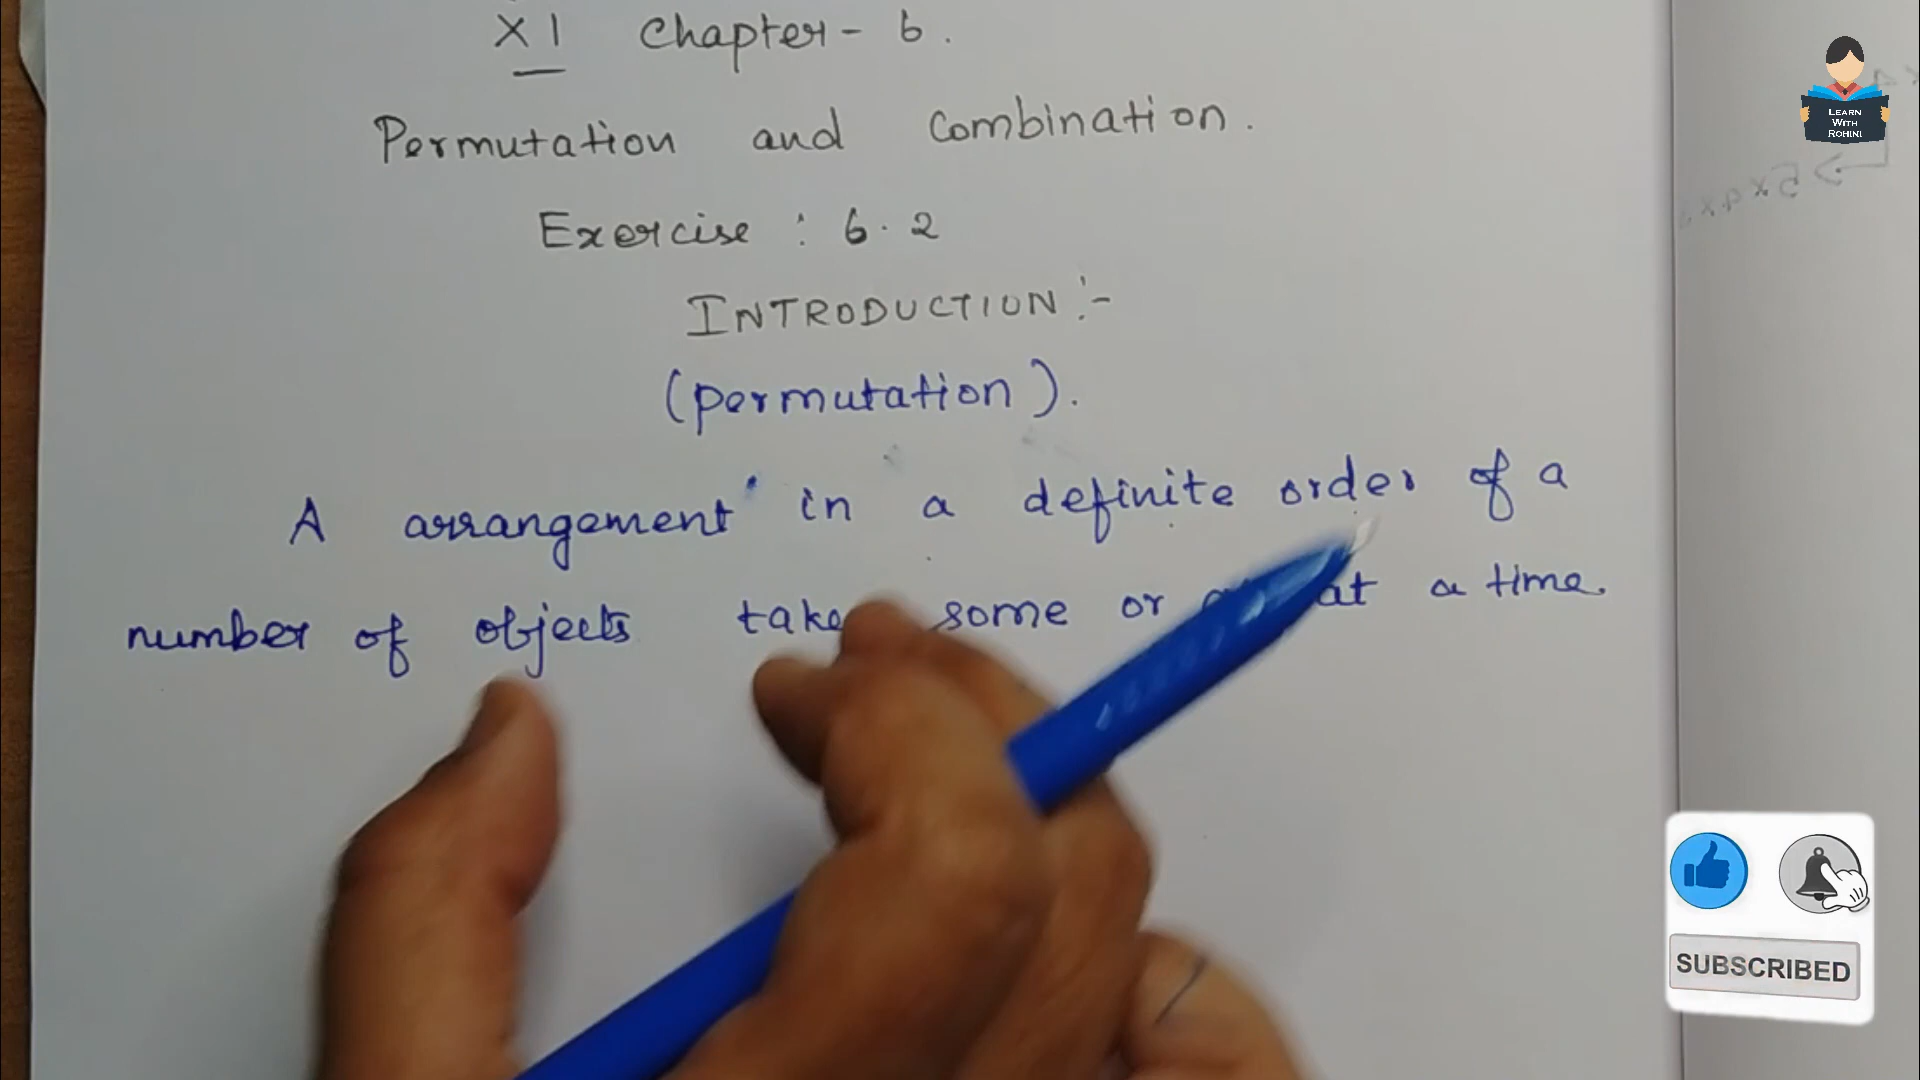 XI Chapter - 6.
Permutation and Combination.
Exercise : 6.2
INTRODUCTION :-
(permutation).
A arrangement in a definite order of a
number of objects take some or at a time.
LEARN
WITH
ROHINI
SUBSCRIBED